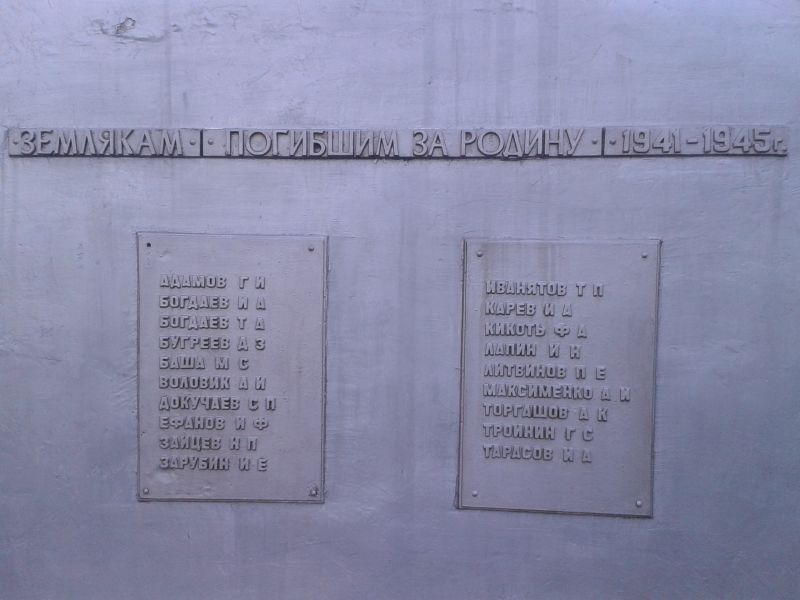 ·ЗЕМЛЯКАМ· ·ПОГИБШИМ ЗА РОДИНУ· ·1941-1945г.
АДАМОВ Г И
БОГДАЕВ И А
БОГДАЕВ Т А
БУГРЕЕВ А З
БАША М С
ВОЛОВИК А И
ДОКУЧАЕВ С П
ЕФАНОВ И Ф
ЗАЙЦЕВ Н П
ЗАРУБИН И Е
ИВАНЯТОВ Т П
КАРЕВ И А
КИКОТЬ Ф А
ЛАПИН И Я
ЛИТВИНОВ П Е
МАКСИМЕНКО А И
ТОРГАШОВ А К
ТРОЙНИН Г С
ТАРАСОВ И А